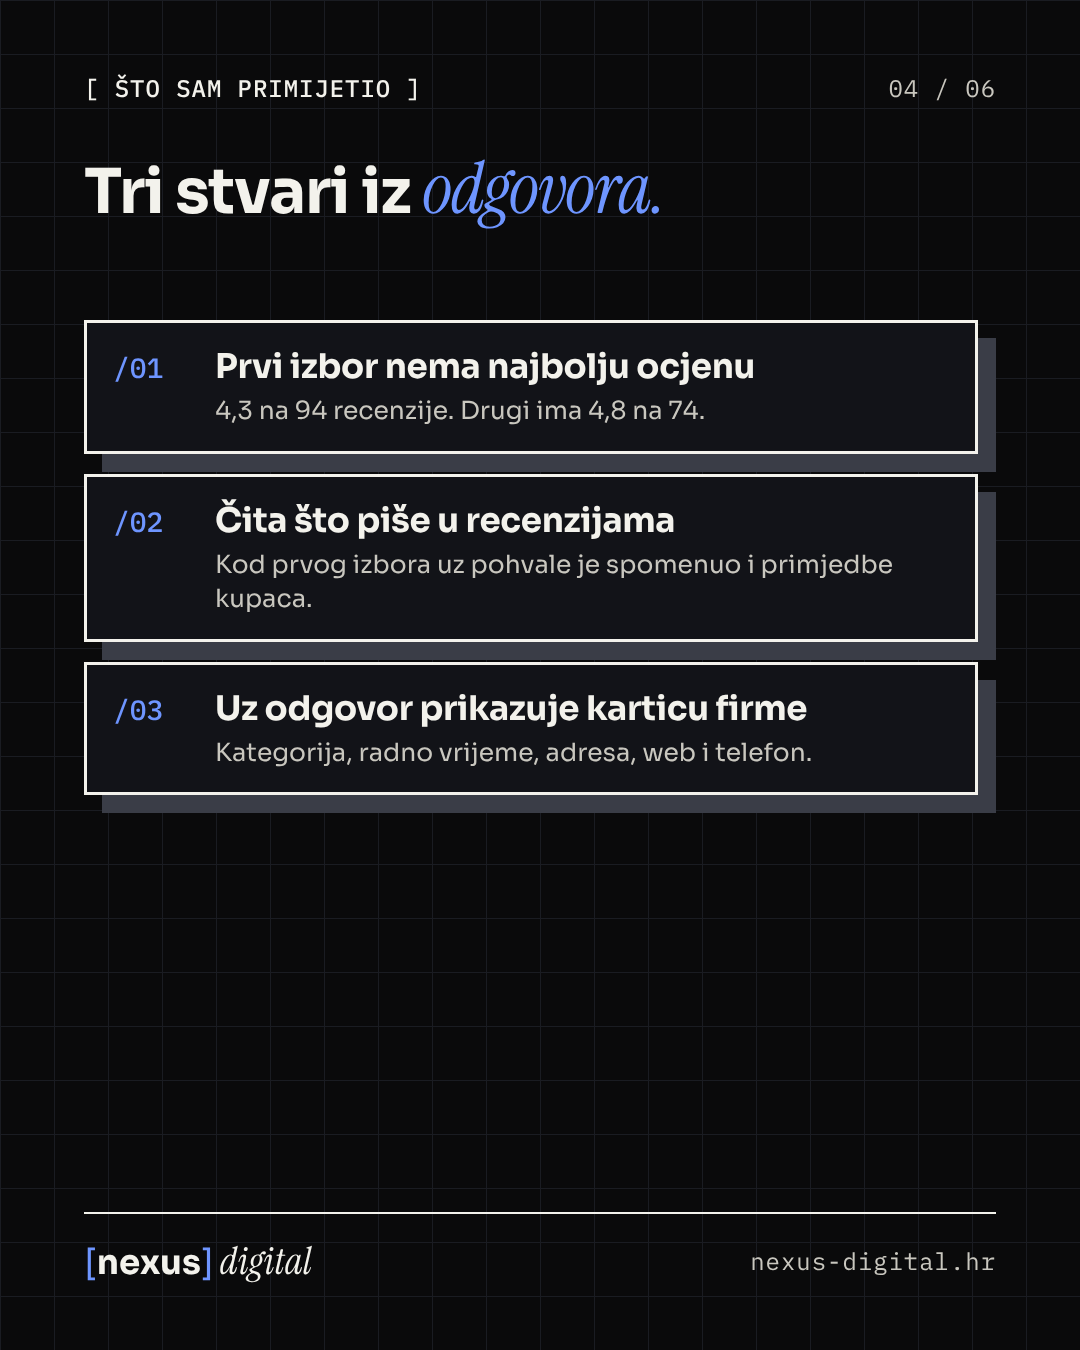 [ ŠTO SAM PRIMIJETIO ]
04 / 06
Tri stvari iz odgovora.
/01
Prvi izbor nema najbolju ocjenu
4,3 na 94 recenzije. Drugi ima 4,8 na 74.
/02
Čita što piše u recenzijama
Kod prvog izbora uz pohvale je spomenuo i primjedbe
kupaca.
/03
Uz odgovor prikazuje karticu firme
Kategorija, radno vrijeme, adresa, web i telefon.
[nexus] digital
nexus-digital.hr